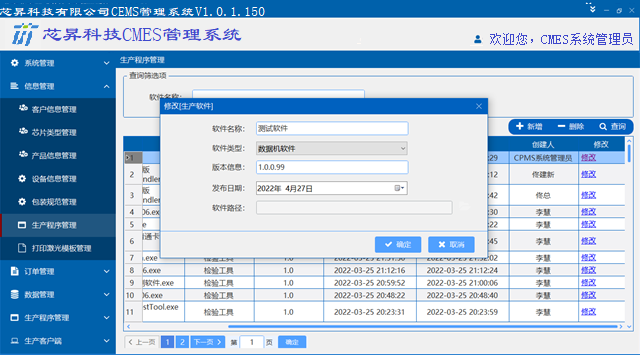 芯昇科技有限公司CEMS管理系统V1.0.1.150
芯昇科技CMES管理系统
欢迎您，CMES系统管理员
系统管理
信息管理
客户信息管理
芯片类型管理
产品信息管理
设备信息管理
包装规范管理
生产程序管理
打印激光模板管理
订单管理
数据管理
生产程序管理
生产客户端
生产程序管理
查询筛选项
软件名称:
新增 删除 查询
创建人 修改
1 :29 CPMS系统管理员 修改
2 版 ndler :12 佟建新 修改
3 版 ndler :42 佟总 修改
4 06.exe :30 李慧 修改
5 e :44 李慧 修改
6 通卡 :45 李慧 修改
7 .exe 检验工具 1.0 李慧 修改
8 6.exe 检验工具 1.0 2022-03-25 21:12:16 2022-03-25 21:12:24 李慧 修改
9 软件.exe 检验工具 1.0 2022-03-25 20:59:52 2022-03-25 21:00:06 李慧 修改
10 06.exe 检验工具 1.0 2022-03-25 20:48:22 2022-03-25 20:48:40 李慧 修改
11 stTool.exe 检验工具 1.0 2022-03-25 20:23:31 2022-03-25 20:23:59 李慧 修改
上一页 1 2 下一页 第 1 页 确定
修改[生产软件]
软件名称: 测试软件
软件类型: 数据机软件
版本信息: 1.0.0.99
发布日期: 2022年 4月27日
软件路径:
确定 取消